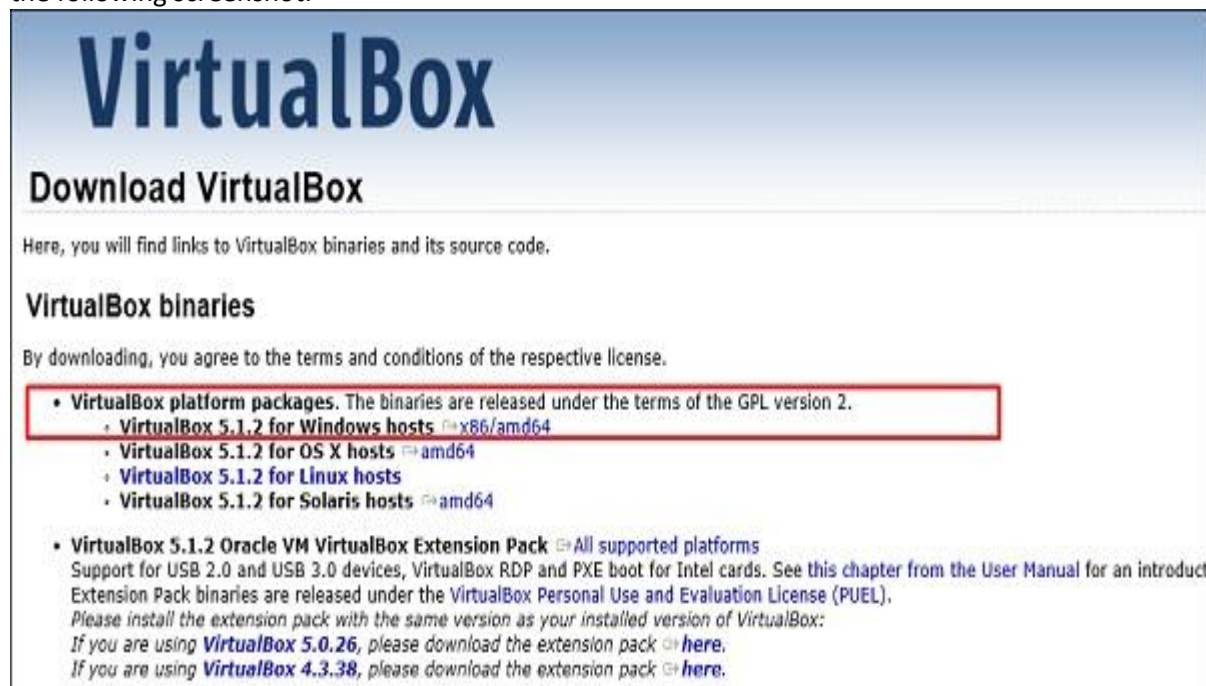 the following screenshot.
VirtualBox
Download VirtualBox
Here, you will find links to VirtualBox binaries and its source code.
VirtualBox binaries
By downloading, you agree to the terms and conditions of the respective license.
• VirtualBox platform packages. The binaries are released under the terms of the GPL version 2.
◦ VirtualBox 5.1.2 for Windows hosts x86/amd64
◦ VirtualBox 5.1.2 for OS X hosts amd64
◦ VirtualBox 5.1.2 for Linux hosts
◦ VirtualBox 5.1.2 for Solaris hosts amd64
• VirtualBox 5.1.2 Oracle VM VirtualBox Extension Pack All supported platforms
Support for USB 2.0 and USB 3.0 devices, VirtualBox RDP and PXE boot for Intel cards. See this chapter from the User Manual for an introduct
Extension Pack binaries are released under the VirtualBox Personal Use and Evaluation License (PUEL).
Please install the extension pack with the same version as your installed version of VirtualBox:
If you are using VirtualBox 5.0.26, please download the extension pack here.
If you are using VirtualBox 4.3.38, please download the extension pack here.